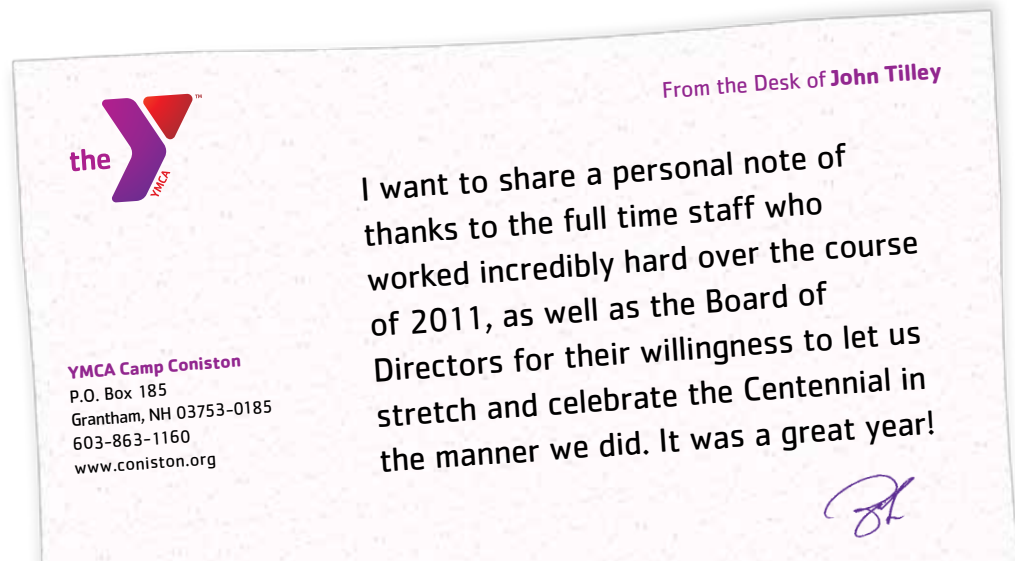 the
YMCA
™
From the Desk of John Tilley
I want to share a personal note of
thanks to the full time staff who
worked incredibly hard over the course
of 2011, as well as the Board of
Directors for their willingness to let us
stretch and celebrate the Centennial in
the manner we did. It was a great year!
YMCA Camp Coniston
P.O. Box 185
Grantham, NH 03753-0185
603-863-1160
www.coniston.org